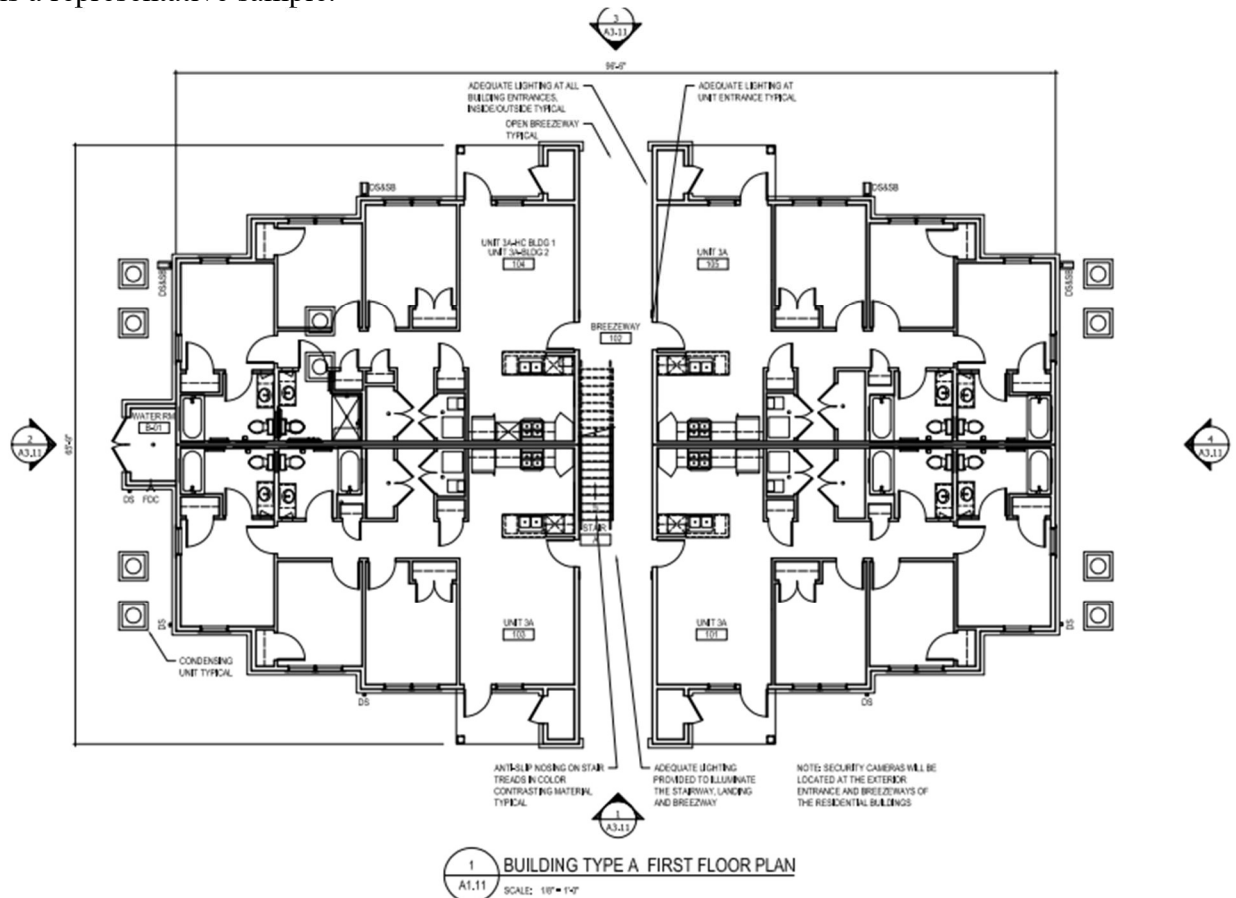 is a representative sample.
3
A3.11
96'-6"
ADEQUATE LIGHTING AT ALL
BUILDING ENTRANCES,
INSIDE/OUTSIDE TYPICAL
ADEQUATE LIGHTING AT
UNIT ENTRANCE TYPICAL
OPEN BREEZEWAY
TYPICAL
DS&SB
DS&SB
UNIT 3A-HC BLDG 1
UNIT 3A-BLDG 2
104
UNIT 3A
DS&SB
DS&SB
BREEZEWAY
102
WATER RM
B-01
2
A3.11
65'-8"
4
A3.11
DS
FDC
STAIR
A
UNIT 3A
103
UNIT 3A
101
DS
DS
CONDENSING
UNIT TYPICAL
DS
DS
ANTI-SLIP NOSING ON STAIR
TREADS IN COLOR
CONTRASTING MATERIAL
TYPICAL
ADEQUATE LIGHTING
PROVIDED TO ILLUMINATE
THE STAIRWAY, LANDING
AND BREEZWAY
NOTE: SECURITY CAMERAS WILL BE
LOCATED AT THE EXTERIOR
ENTRANCE AND BREEZEWAYS OF
THE RESIDENTIAL BUILDINGS
1
A3.11
1
A1.11
BUILDING TYPE A FIRST FLOOR PLAN
SCALE: 1/8" = 1'-0"